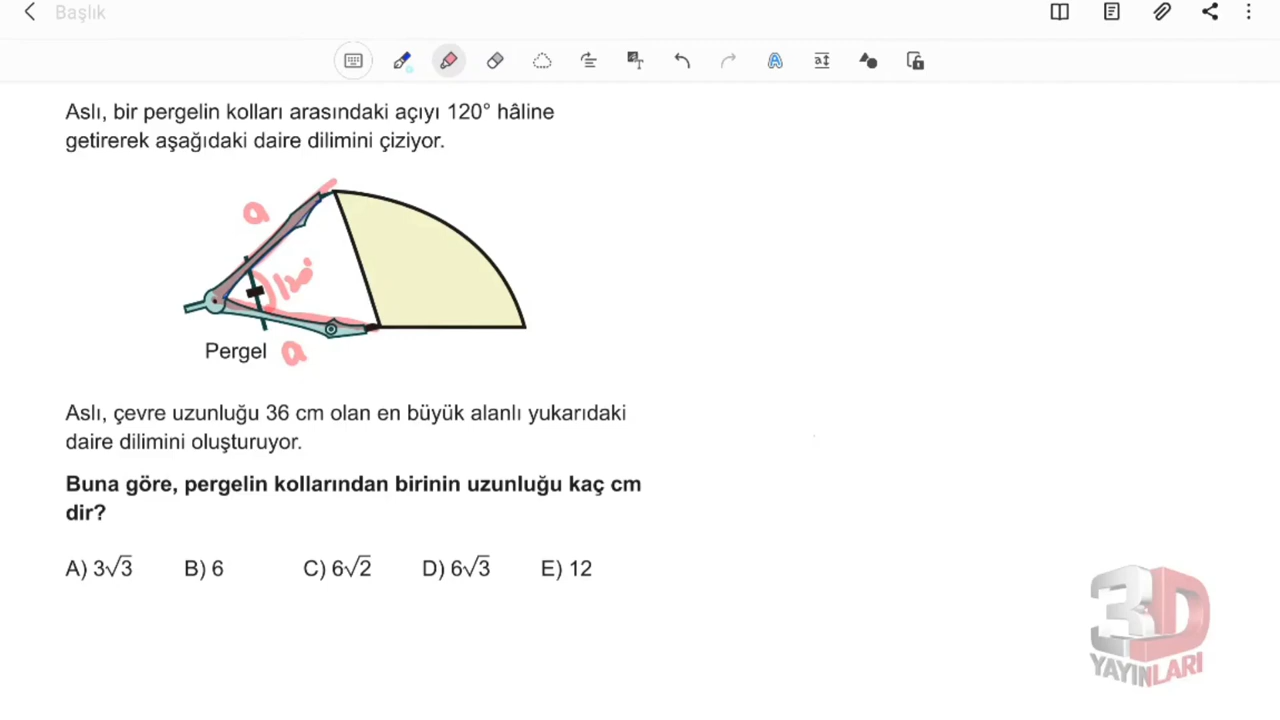 Başlık
Aslı, bir pergelin kolları arasındaki açıyı 120° hâline
getirerek aşağıdaki daire dilimini çiziyor.
a
120°
Pergel
a
Aslı, çevre uzunluğu 36 cm olan en büyük alanlı yukarıdaki
daire dilimini oluşturuyor.
Buna göre, pergelin kollarından birinin uzunluğu kaç cm
dir?
A) 3√3 B) 6 C) 6√2 D) 6√3 E) 12
3D
YAYINLARI